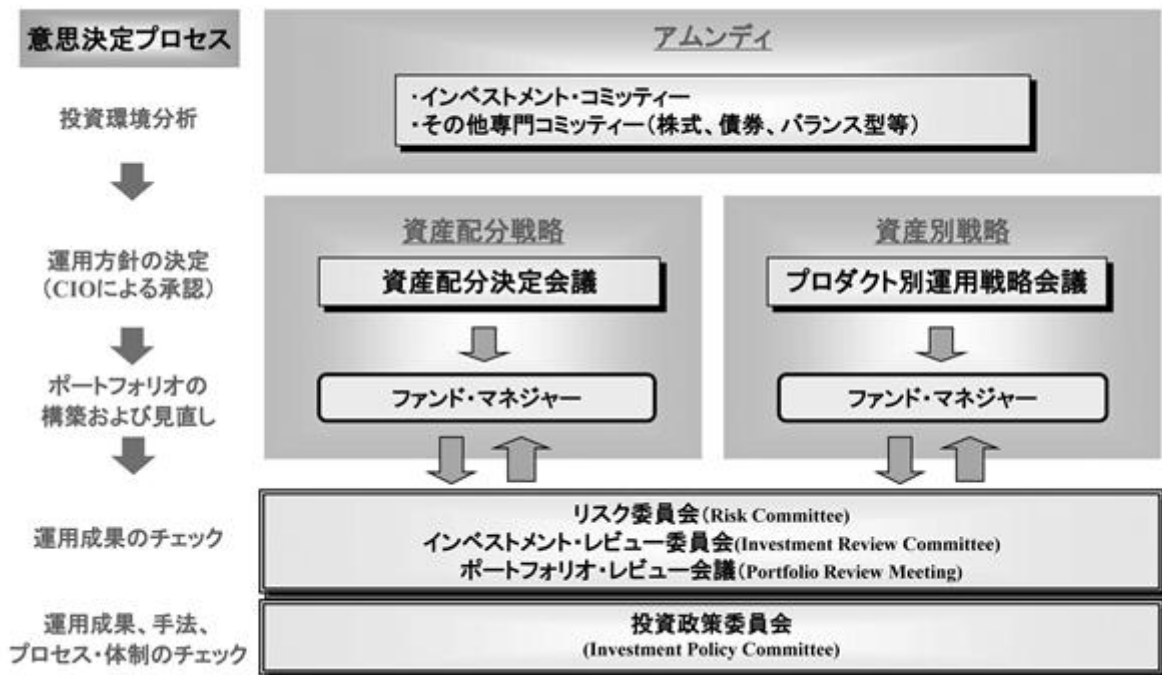 意思決定プロセス
アムンディ
投資環境分析
・インベストメント・コミッティー
・その他専門コミッティー（株式、債券、バランス型等）
運用方針の決定
（CIOによる承認）
資産配分戦略
資産配分決定会議
ファンド・マネジャー
資産別戦略
プロダクト別運用戦略会議
ファンド・マネジャー
ポートフォリオの
構築および見直し
運用成果のチェック
リスク委員会（Risk Committee）
インベストメント・レビュー委員会（Investment Review Committee）
ポートフォリオ・レビュー会議（Portfolio Review Meeting）
運用成果、手法、
プロセス・体制のチェック
投資政策委員会
(Investment Policy Committee)